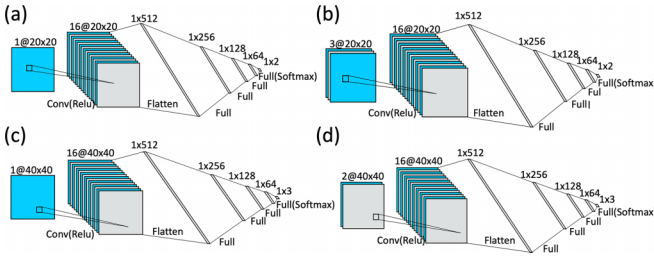 (a)
1@20x20
16@20x20
1x512
1x256
1x128
1x64
1x2
Full(Softmax)
Full
Full
Full
Flatten
Conv(Relu)
(b)
3@20x20
16@20x20
1x512
1x256
1x128
1x64
1x2
Full(Softmax
Full
Full
Full
Flatten
Conv(Relu)
(c)
1@40x40
16@40x40
1x512
1x256
1x128
1x64
1x3
Full(Softmax)
Full
Full
Full
Flatten
Conv(Relu)
(d)
2@40x40
16@40x40
1x512
1x256
1x128
1x64
1x3
Full(Softmax
Full
Full
Full
Flatten
Conv(Relu)